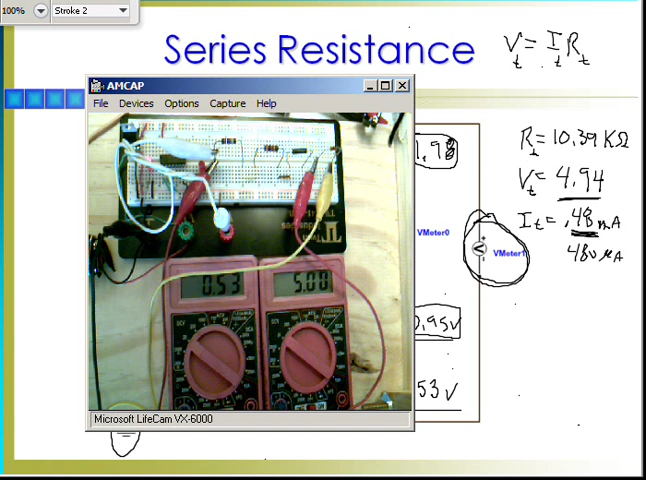 100%
Stroke 2
Series Resistance
Vt = It Rt
AMCAP
File Devices Options Capture Help
1.98
Rt = 10.39 KΩ
Vt = 4.94
It = .48 mA
480 µA
VMeter0
V
VMeter1
0.53
5.00
0.95V
53 V
Microsoft LifeCam VX-6000